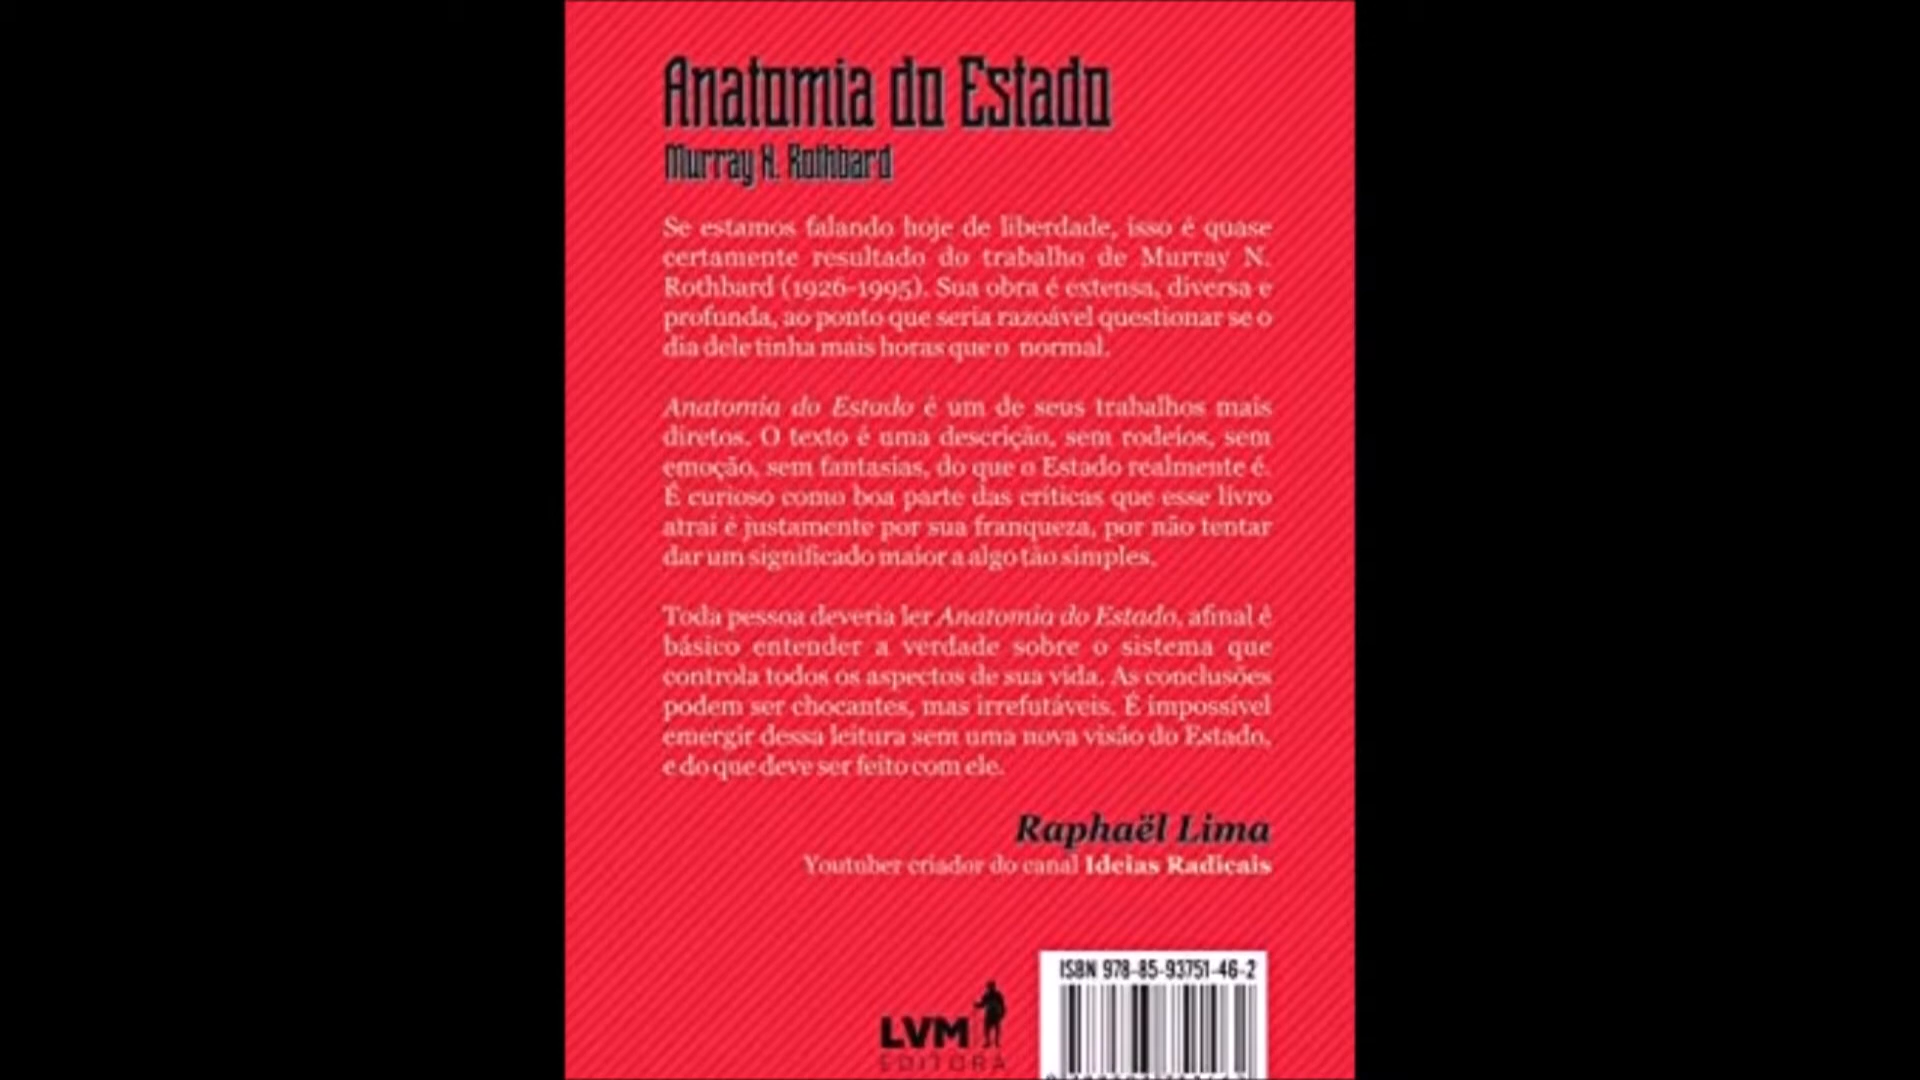 Anatomia do Estado
Murray N. Rothbard
Se estamos falando hoje de liberdade, isso é quase
certamente resultado do trabalho de Murray N.
Rothbard (1926-1995). Sua obra é extensa, diversa e
profunda, ao ponto que seria razoável questionar se o
dia dele tinha mais horas que o normal.
Anatomia do Estado é um de seus trabalhos mais
diretos. O texto é uma descrição, sem rodeios, sem
emoção, sem fantasias, do que o Estado realmente é.
É curioso como boa parte das críticas que esse livro
atrai é justamente por sua franqueza, por não tentar
dar um significado maior a algo tão simples.
Toda pessoa deveria ler Anatomia do Estado, afinal é
básico entender a verdade sobre o sistema que
controla todos os aspectos de sua vida. As conclusões
podem ser chocantes, mas irrefutáveis. É impossível
emergir dessa leitura sem uma nova visão do Estado,
e do que deve ser feito com ele.
Raphaël Lima
Youtuber criador do canal Ideias Radicais
ISBN 978-85-93751-46-2
LVM
EDITORA